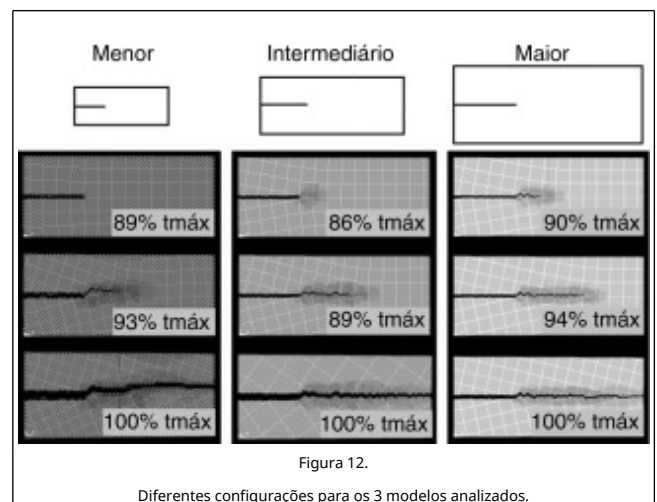 Menor
Intermediário
Maior
89% tmáx
86% tmáx
90% tmáx
93% tmáx
89% tmáx
94% tmáx
100% tmáx
100% tmáx
100% tmáx
Figura 12.
Diferentes configurações para os 3 modelos analizados.